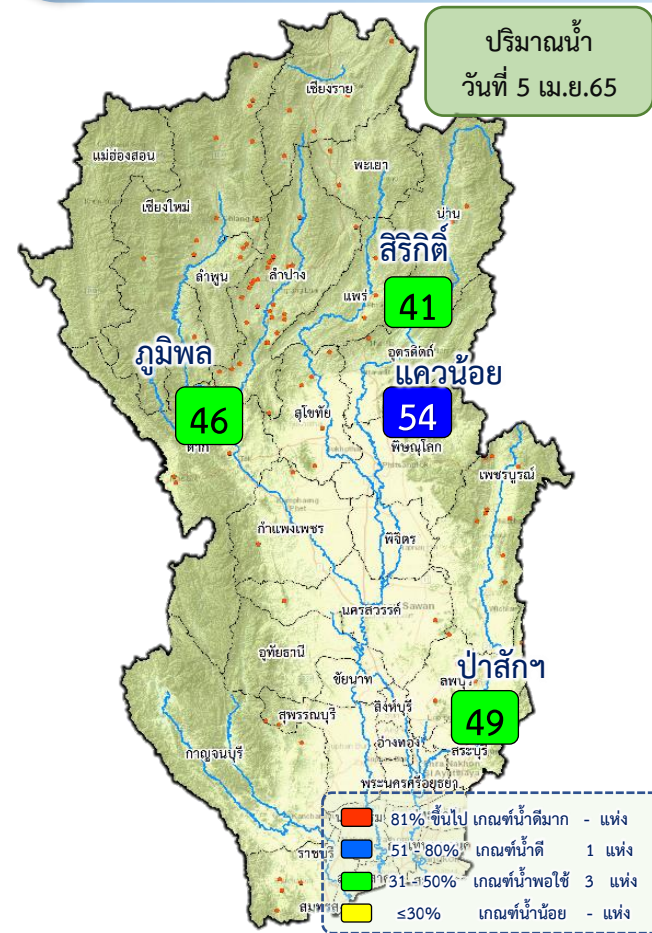 ปริมาณน้ำ
วันที่ 5 เม.ย.65
เชียงราย
แม่ฮ่องสอน
พะเยา
เชียงใหม่
น่าน
สิริกิติ์
ลำพูน
ลำปาง
41
แพร่
อุตรดิตถ์
ภูมิพล
แควน้อย
46
สุโขทัย
54
ตาก
พิษณุโลก
เพชรบูรณ์
กำแพงเพชร
พิจิตร
นครสวรรค์
Sawan
อุทัยธานี
ป่าสักฯ
ชัยนาท
ลพบุรี
สิงห์บุรี
สุพรรณบุรี
49
อ่างทอง
สระบุรี
กาญจนบุรี
พระนครศรีอยุธยา
81% ขึ้นไป เกณฑ์น้ำดีมาก - แห่ง
51 - 80% เกณฑ์น้ำดี 1 แห่ง
ราชบุรี
31 - 50% เกณฑ์น้ำพอใช้ 3 แห่ง
≤30% เกณฑ์น้ำน้อย - แห่ง